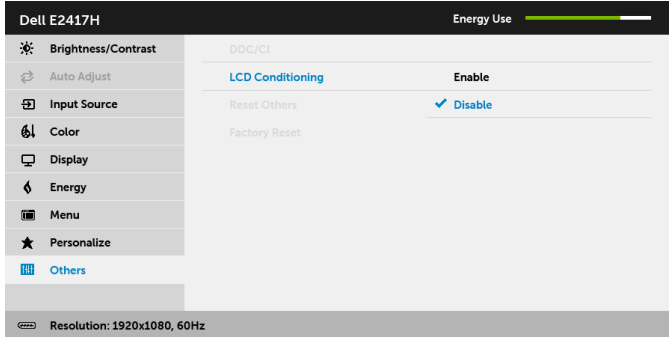 Dell E2417H Energy Use
Brightness/Contrast DDC/CI
Auto Adjust LCD Conditioning Enable
Input Source Reset Others Disable
Color Factory Reset
Display
Energy
Menu
Personalize
Others
Resolution: 1920x1080, 60Hz